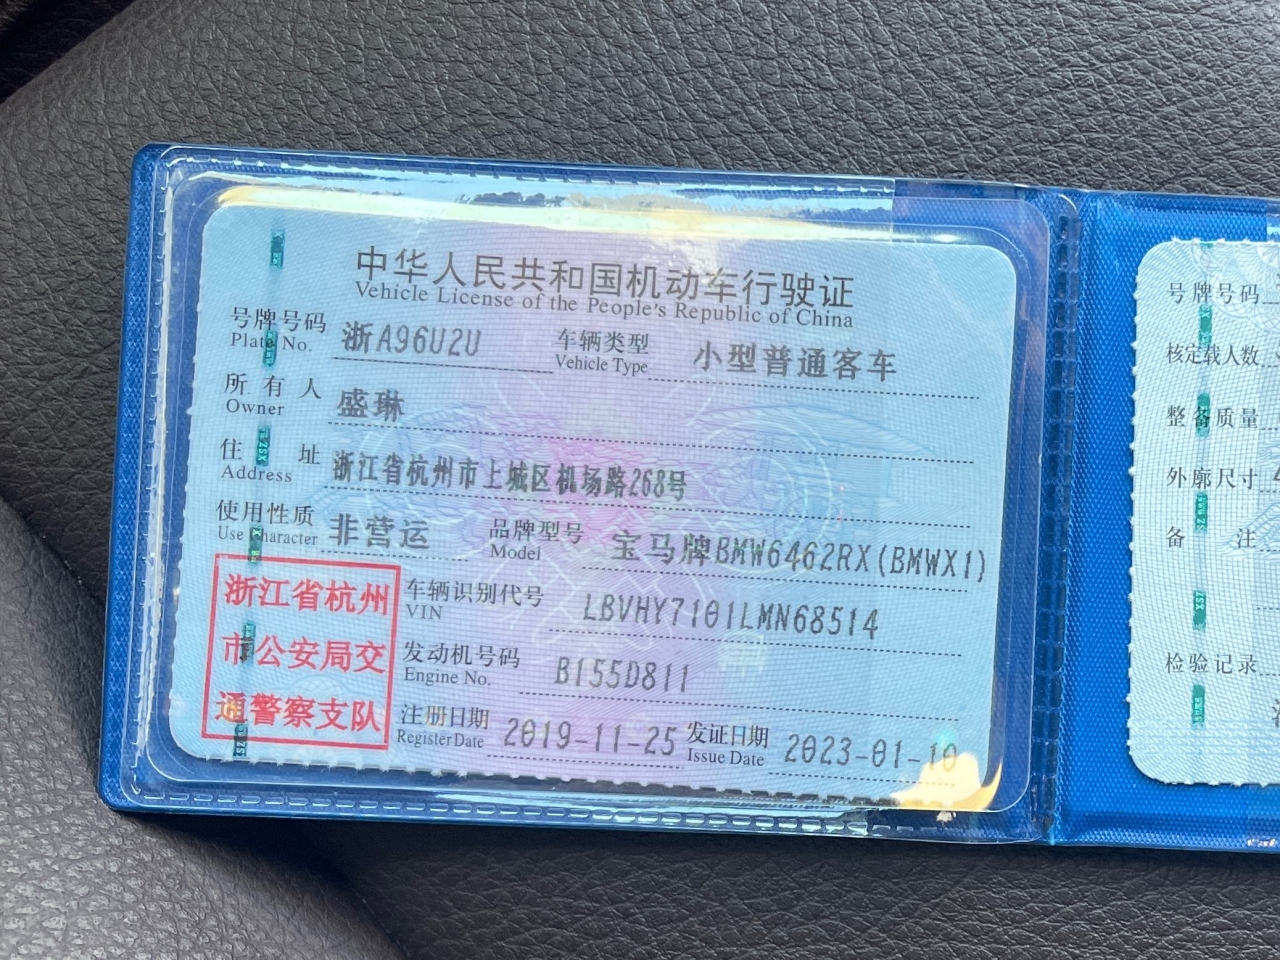 中华人民共和国机动车行驶证
Vehicle License of the People's Republic of China
号牌号码 浙A96U2U 车辆类型 小型普通客车
Plate No. Vehicle Type
所有人 盛琳
Owner
住址 浙江省杭州市上城区机场路268号
Address
使用性质 非营运 品牌型号 宝马牌BMW6462RX(BMWX1)
Use Character Model
浙江省杭州
市公安局交
通警察支队
车辆识别代号 LBVHY7101LMN68514
VIN
发动机号码 B155D811
Engine No.
注册日期 2019-11-25 发证日期 2023-01-10
Register Date Issue Date
号牌号码
核定载人数
整备质量
外廓尺寸
备注
检验记录